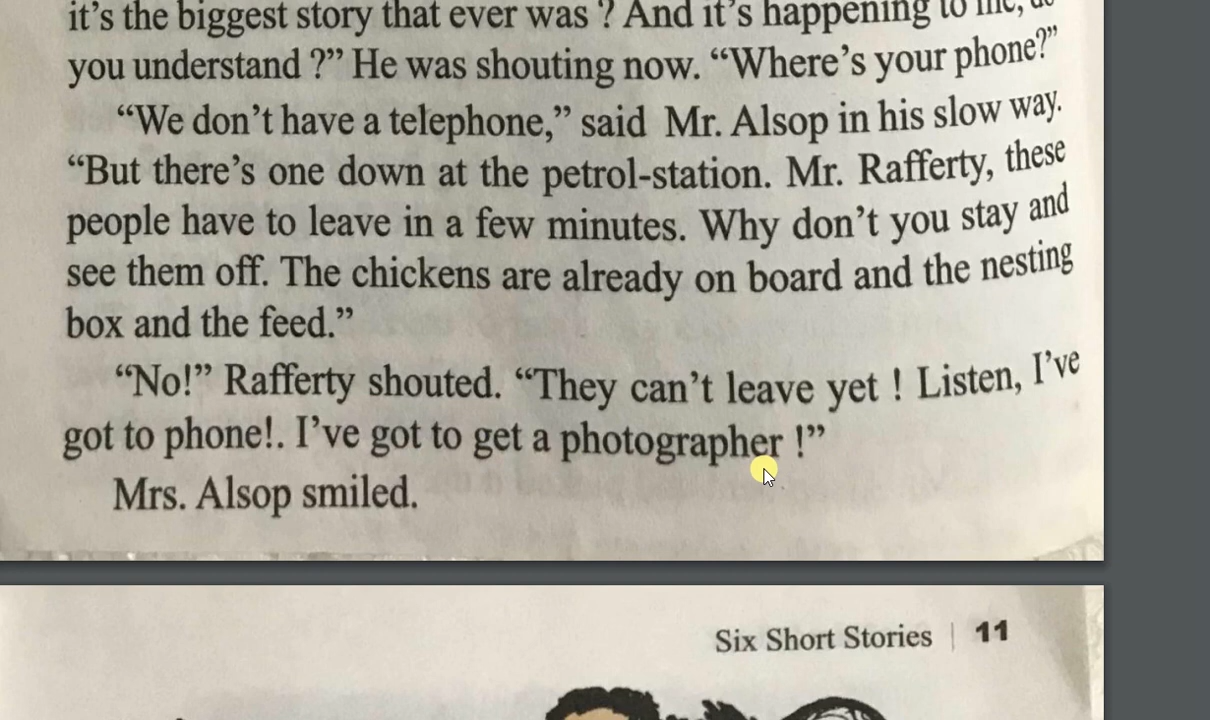 it’s the biggest story that ever was ? And it’s happening to me, do
you understand ?” He was shouting now. “Where’s your phone?”
“We don’t have a telephone,” said Mr. Alsop in his slow way.
“But there’s one down at the petrol-station. Mr. Rafferty, these
people have to leave in a few minutes. Why don’t you stay and
see them off. The chickens are already on board and the nesting
box and the feed.”
“No!” Rafferty shouted. “They can’t leave yet ! Listen, I’ve
got to phone!. I’ve got to get a photographer !”
Mrs. Alsop smiled.
Six Short Stories | 11